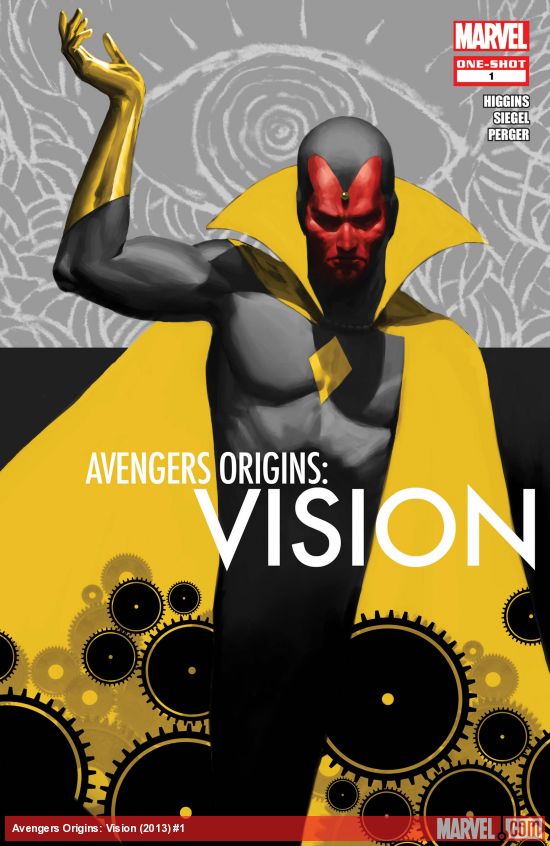 MARVEL
ONE-SHOT
1
HIGGINS
SIEGEL
PERGER
AVENGERS ORIGINS:
VISION
Avengers Origins: Vision (2013) #1
MARVEL.com